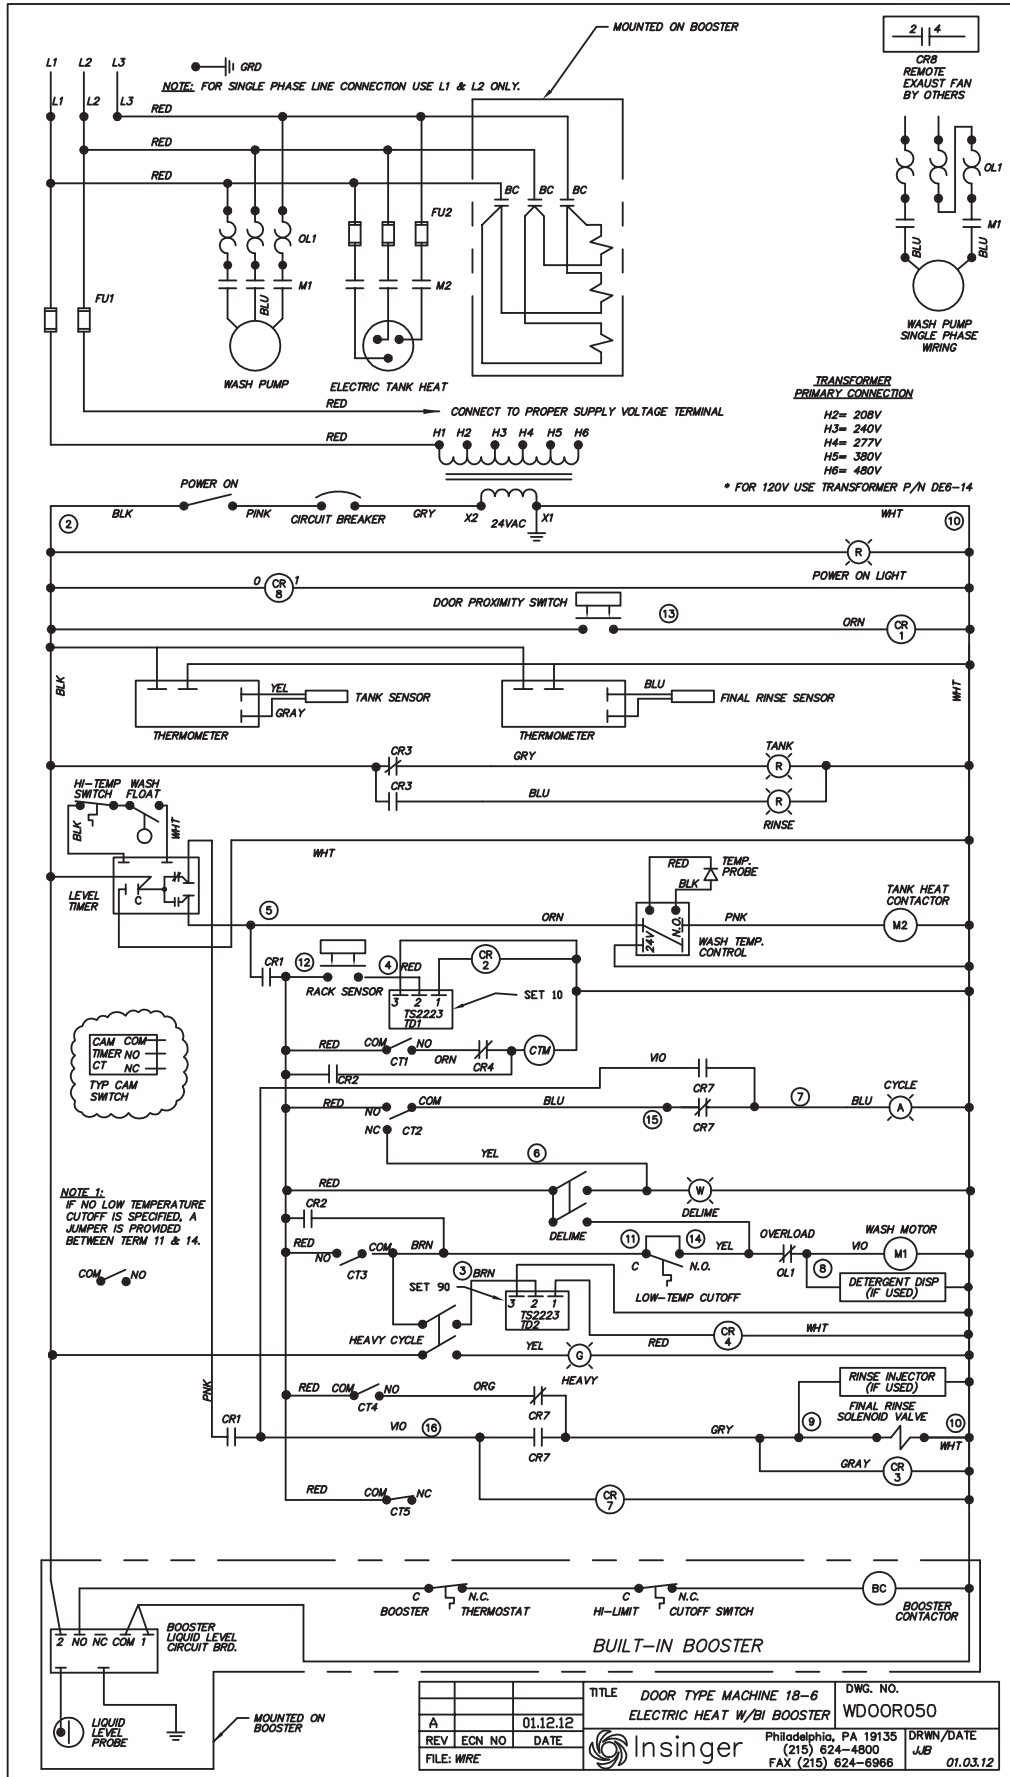 MOUNTED ON BOOSTER
2 4
CR8
REMOTE
EXAUST FAN
BY OTHERS
L1 L2 L3
GRD
NOTE: FOR SINGLE PHASE LINE CONNECTION USE L1 & L2 ONLY.
L1 L2 L3
RED
RED
RED
BC BC BC
FU2
OL1
OL1
M1
BLU
M1
M2
BLU
BLU
FU1
WASH PUMP
ELECTRIC TANK HEAT
WASH PUMP
SINGLE PHASE
WIRING
RED
CONNECT TO PROPER SUPPLY VOLTAGE TERMINAL
RED
H1 H2 H3 H4 H5 H6
TRANSFORMER
PRIMARY CONNECTION
H2= 208V
H3= 240V
H4= 277V
H5= 380V
H6= 480V
* FOR 120V USE TRANSFORMER P/N DE6-14
POWER ON
2
BLK
PINK
CIRCUIT BREAKER
GRY
X2
24VAC
X1
WHT
10
R
POWER ON LIGHT
0
CR
8
1
DOOR PROXIMITY SWITCH
13
ORN
CR
1
BLK
WHT
YEL
GRAY
TANK SENSOR
THERMOMETER
BLU
FINAL RINSE SENSOR
THERMOMETER
CR3
GRY
TANK
R
CR3
BLU
R
RINSE
HI-TEMP WASH
SWITCH FLOAT
BLK
WHT
WHT
LEVEL
TIMER
C
RED
TEMP.
PROBE
BLK
TANK HEAT
CONTACTOR
5
ORN
24V
N.O.
PNK
M2
WASH TEMP.
CONTROL
CR1
12
RACK SENSOR
4
RED
CR
2
3 2 1
TS2223
TD1
SET 10
CAM COM
TIMER NO
CT NC
TYP CAM
SWITCH
RED
COM
NO
CT1
ORN
CR4
CTM
CR2
VIO
CR7
RED
NO
COM
BLU
15
CR7
7
BLU
CYCLE
A
NC
CT2
YEL
6
NOTE 1:
IF NO LOW TEMPERATURE
CUTOFF IS SPECIFIED, A
JUMPER IS PROVIDED
BETWEEN TERM 11 & 14.
COM NO
RED
W
DELIME
CR2
DELIME
RED
NO
COM
CT3
BRN
11
14
C
N.O.
YEL
LOW-TEMP CUTOFF
OVERLOAD
OL1
8
VIO
WASH MOTOR
M1
DETERGENT DISP
(IF USED)
3
BRN
SET 90
3 2 1
TS2223
TD2
HEAVY CYCLE
YEL
G
HEAVY
RED
CR
4
WHT
PNK
RED
COM
NO
CT4
ORG
CR7
RINSE INJECTOR
(IF USED)
FINAL RINSE
SOLENOID VALVE
CR1
VIO
16
CR7
GRY
9
10
WHT
GRAY
CR
3
RED
COM
NC
CT5
CR
7
C
N.C.
BOOSTER THERMOSTAT
C
N.C.
HI-LIMIT CUTOFF SWITCH
BC
BOOSTER
CONTACTOR
2 NO NC COM 1
BOOSTER
LIQUID LEVEL
CIRCUIT BRD.
BUILT-IN BOOSTER
LIQUID
LEVEL
PROBE
MOUNTED ON
BOOSTER
A 01.12.12
REV ECN NO DATE
FILE: WIRE
TITLE DOOR TYPE MACHINE 18-6
ELECTRIC HEAT W/BI BOOSTER
DWG. NO.
WDOOR050
Insinger
Philadelphia, PA 19135
(215) 624-4800
FAX (215) 624-6966
DRWN/DATE
JJB
01.03.12